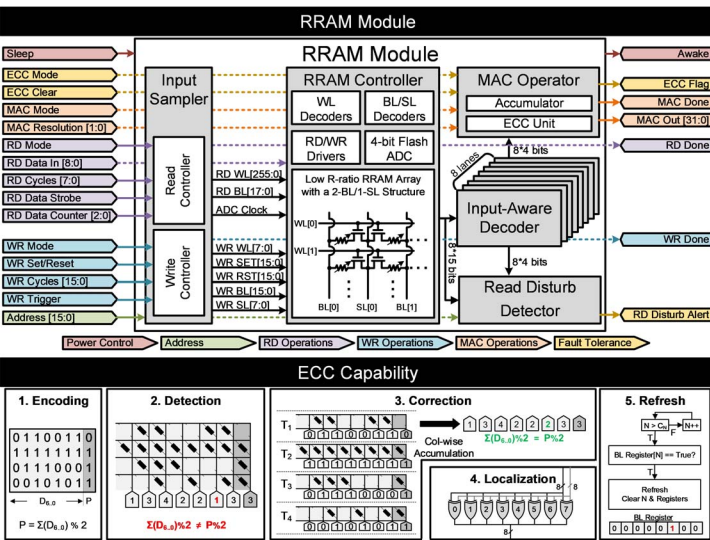 RRAM Module
RRAM Module
Sleep
ECC Mode
ECC Clear
MAC Mode
MAC Resolution [1:0]
RD Mode
RD Data In [8:0]
RD Cycles [7:0]
RD Data Strobe
RD Data Counter [2:0]
WR Mode
WR Set/Reset
WR Cycles [15:0]
WR Trigger
Address [15:0]
Input
Sampler
Read
Controller
Write
Controller
RD WL[255:0]
RD BL[17:0]
ADC Clock
WR WL[7:0]
WR SET[15:0]
WR RST[15:0]
WR BL[15:0]
WR SL[7:0]
RRAM Controller
WL
Decoders
BL/SL
Decoders
RD/WR
Drivers
4-bit Flash
ADC
Low R-ratio RRAM Array
with a 2-BL/1-SL Structure
WL[0]
WL[1]
BL[0]
SL[0]
BL[1]
MAC Operator
Accumulator
ECC Unit
8*4 bits
8 lanes
Input-Aware
Decoder
8*15 bits
8*4 bits
Read Disturb
Detector
Awake
ECC Flag
MAC Done
MAC Out [31:0]
RD Done
WR Done
RD Disturb Alert
Power Control
Address
RD Operations
WR Operations
MAC Operations
Fault Tolerance
ECC Capability
1. Encoding
0 1 1 0 0 1 1 0
1 1 1 1 1 1 1 1
0 1 1 1 0 0 0 1
0 0 0 0 0 0 0 0
D6..0
P
P = Σ(D6..0) % 2
2. Detection
1 3 3 4 2 2 1 3 3
Σ(D6..0)%2 ≠ P%2
3. Correction
T1
T2
T3
T4
Col-wise
Accumulation
1 3 4 2 2 2 3 3
Σ(D6..0)%2 = P%2
4. Localization
8
8
0 1 2 3 4 5 6 7
8
5. Refresh
N > CN
F
N++
T
BL Register[N] == True?
T
Refresh
Clear N & Registers
BL Register
0 0 0 0 0 1 0 0